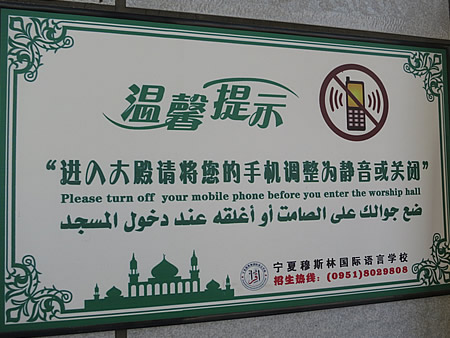 温馨提示
“进入大殿请将您的手机调整为静音或关闭”
Please turn off your mobile phone before you enter the worship hall
ضع جوالك على الصامت أو أغلقه عند دخول المسجد
宁夏穆斯林国际语言学校
招生热线：(0951)8029808